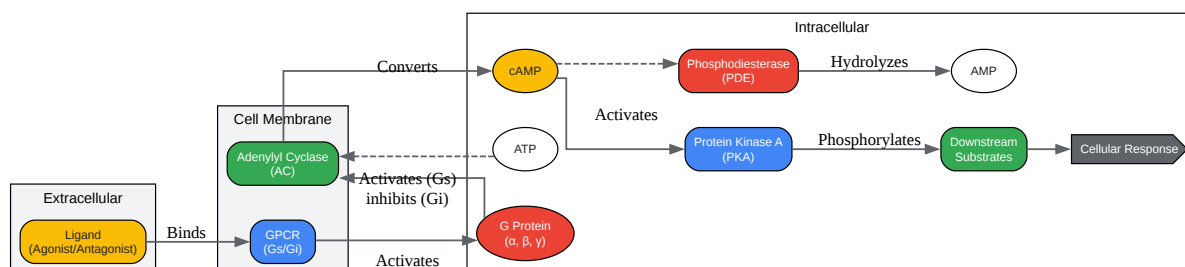 Intracellular
Converts
cAMP
Phosphodiesterase
(PDE)
Hydrolyzes
AMP
Cell Membrane
Activates
Adenylyl Cyclase
(AC)
ATP
Protein Kinase A
(PKA)
Phosphorylates
Downstream
Substrates
Cellular Response
Activates (Gs)
inhibits (Gi)
Extracellular
Ligand
(Agonist/Antagonist)
Binds
GPCR
(Gs/Gi)
Activates
G Protein
(α, β, γ)